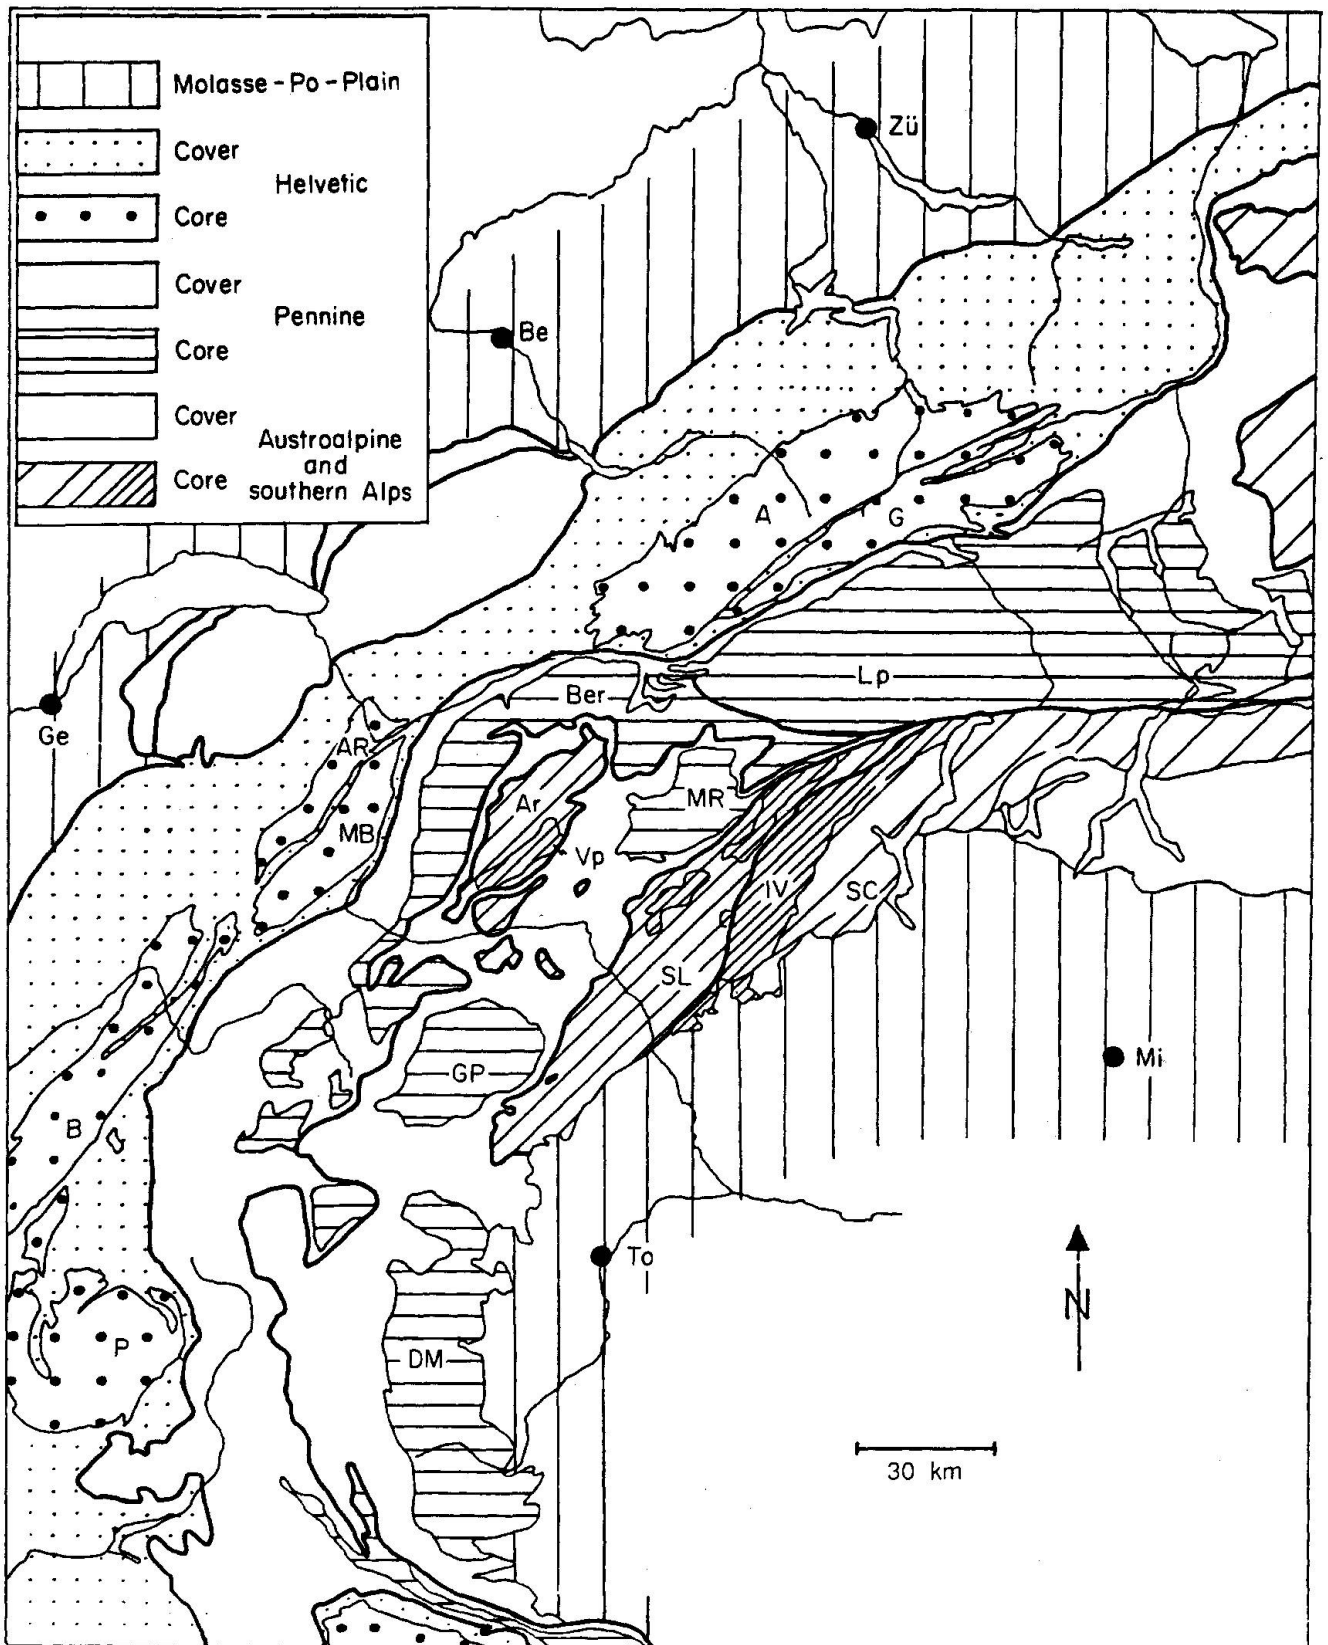 Molasse-Po-Plain
Cover
Helvetic
Core
Cover
Pennine
Core
Cover
Austroalpine
and
Core
southern Alps
Zü
Be
A
G
Ge
Ber
Lp
AR
Ar
MR
MB
Vp
IV
SC
SL
Mi
GP
B
To
N
P
DM
30 km